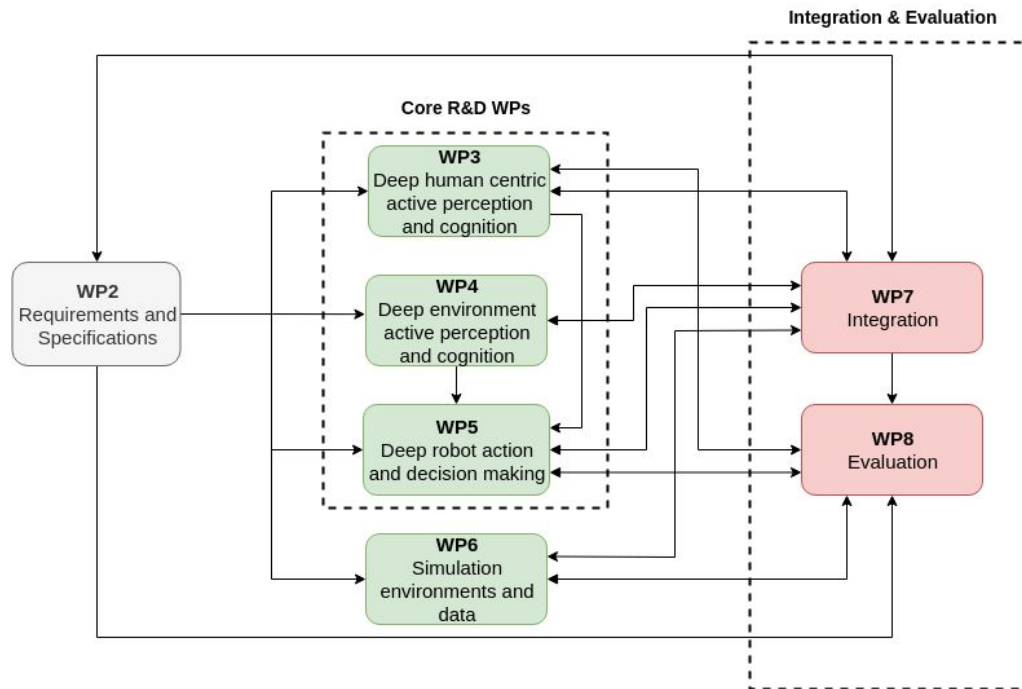 Integration & Evaluation
Core R&D WPs
WP3
Deep human centric
active perception
and cognition
WP2
Requirements and
Specifications
WP4
Deep environment
active perception
and cognition
WP7
Integration
WP5
Deep robot action
and decision making
WP8
Evaluation
WP6
Simulation
environments and
data